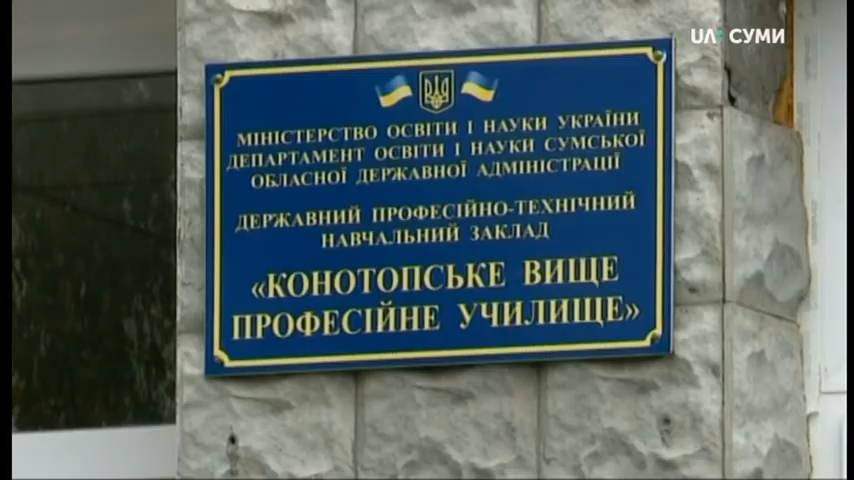 UA: СУМИ
МІНІСТЕРСТВО ОСВІТИ І НАУКИ УКРАЇНИ
ДЕПАРТАМЕНТ ОСВІТИ І НАУКИ СУМСЬКОЇ
ОБЛАСНОЇ ДЕРЖАВНОЇ АДМІНІСТРАЦІЇ
ДЕРЖАВНИЙ ПРОФЕСІЙНО-ТЕХНІЧНИЙ
НАВЧАЛЬНИЙ ЗАКЛАД
«КОНОТОПСЬКЕ ВИЩЕ
ПРОФЕСІЙНЕ УЧИЛИЩЕ»